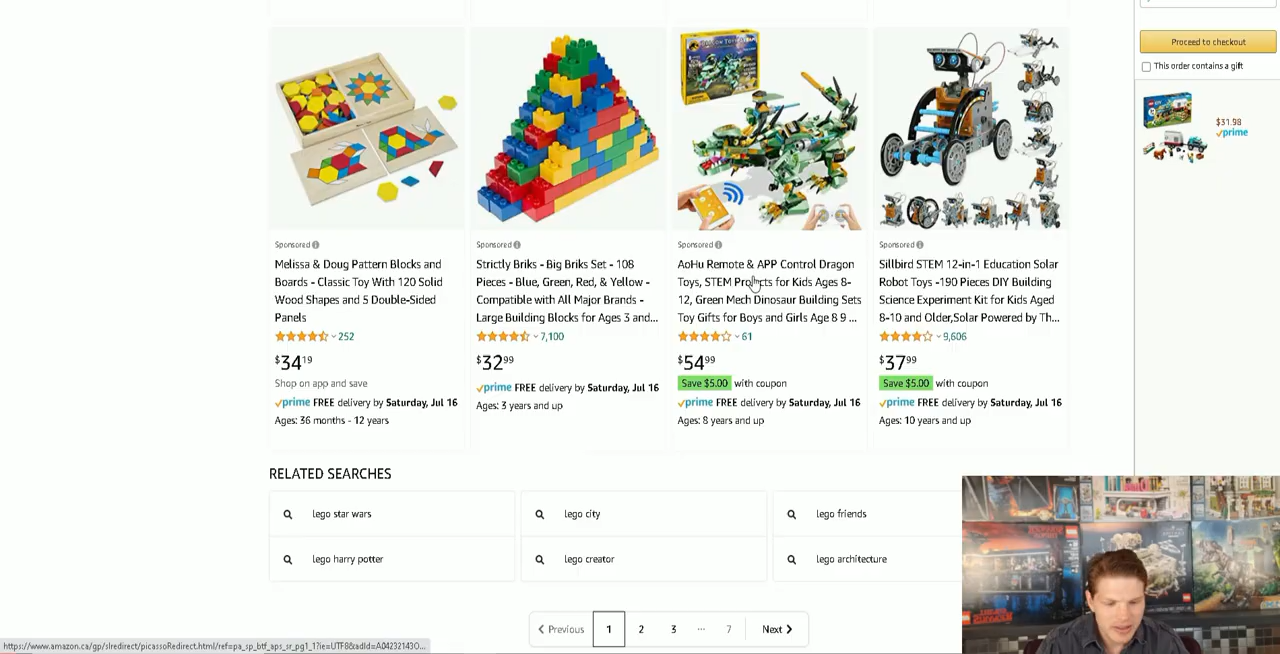 Proceed to checkout
This order contains a gift
$31.98
prime
Sponsored
Melissa & Doug Pattern Blocks and
Boards - Classic Toy With 120 Solid
Wood Shapes and 5 Double-Sided
Panels
252
$34 19
Shop on app and save
prime FREE delivery by Saturday, Jul 16
Ages: 36 months - 12 years
Sponsored
Strictly Briks - Big Briks Set - 108
Pieces - Blue, Green, Red, & Yellow -
Compatible with All Major Brands -
Large Building Blocks for Ages 3 and...
7,100
$32 99
prime FREE delivery by Saturday, Jul 16
Ages: 3 years and up
Sponsored
AoHu Remote & APP Control Dragon
Toys, STEM Projects for Kids Ages 8-
12, Green Mech Dinosaur Building Sets
Toy Gifts for Boys and Girls Age 8 9 ...
61
$54 99
Save $5.00 with coupon
prime FREE delivery by Saturday, Jul 16
Ages: 8 years and up
Sponsored
Sillbird STEM 12-in-1 Education Solar
Robot Toys -190 Pieces DIY Building
Science Experiment Kit for Kids Aged
8-10 and Older,Solar Powered by Th...
9,606
$37 99
Save $5.00 with coupon
prime FREE delivery by Saturday, Jul 16
Ages: 10 years and up
RELATED SEARCHES
lego star wars
lego city
lego friends
lego harry potter
lego creator
lego architecture
Previous 1 2 3 ... 7 Next